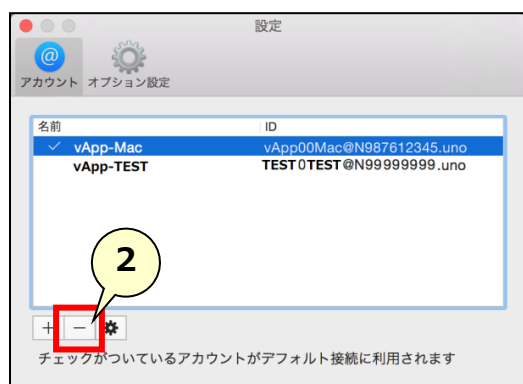 設定
アカウント オプション設定
名前 ID
✓ vApp-Mac vApp00Mac@N987612345.uno
vApp-TEST TEST0TEST@N99999999.uno
2
+ − 
チェックがついているアカウントがデフォルト接続に利用されます